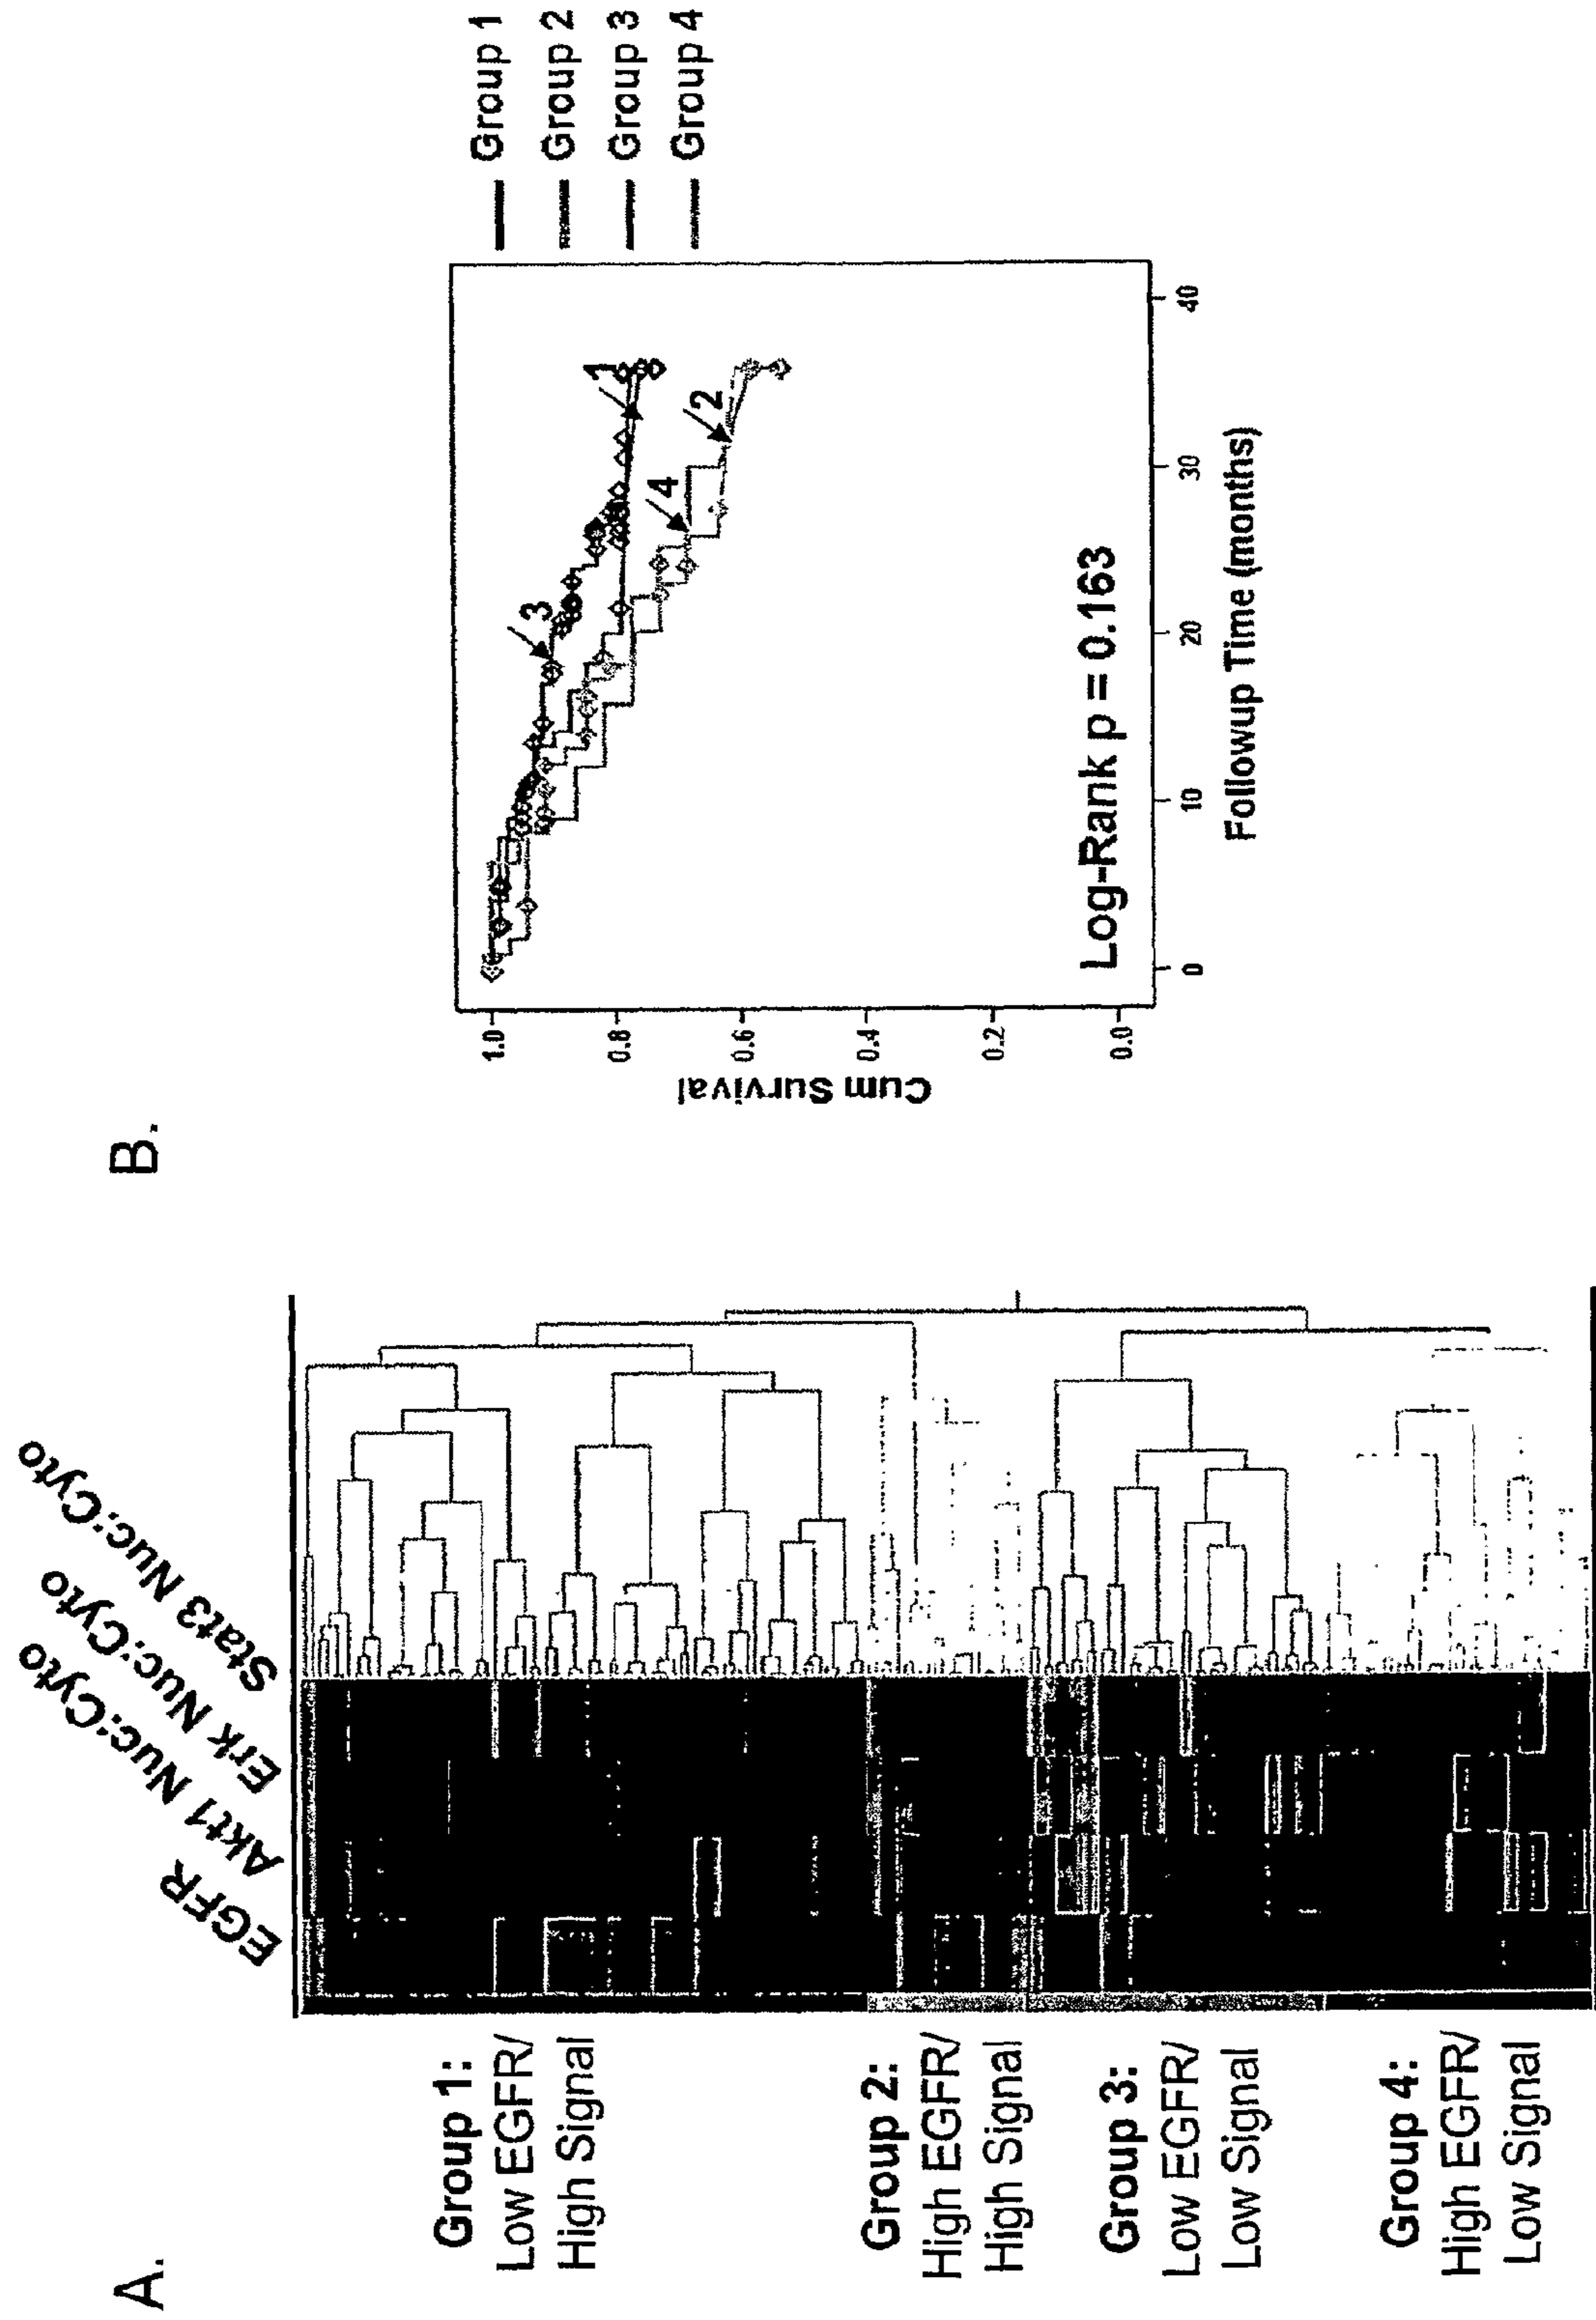 A.
EGFR
Akt1 Nuc:Cyto
Erk Nuc:Cyto
Stat3 Nuc:Cyto
Group 1:
Low EGFR/
High Signal
Group 2:
High EGFR/
High Signal
Group 3:
Low EGFR/
Low Signal
Group 4:
High EGFR/
Low Signal
B.
Cum Survival
1.0
0.8
0.6
0.4
0.2
0.0
3
1
4
2
Log-Rank p = 0.163
0
10
20
30
40
Followup Time (months)
Group 1
Group 2
Group 3
Group 4